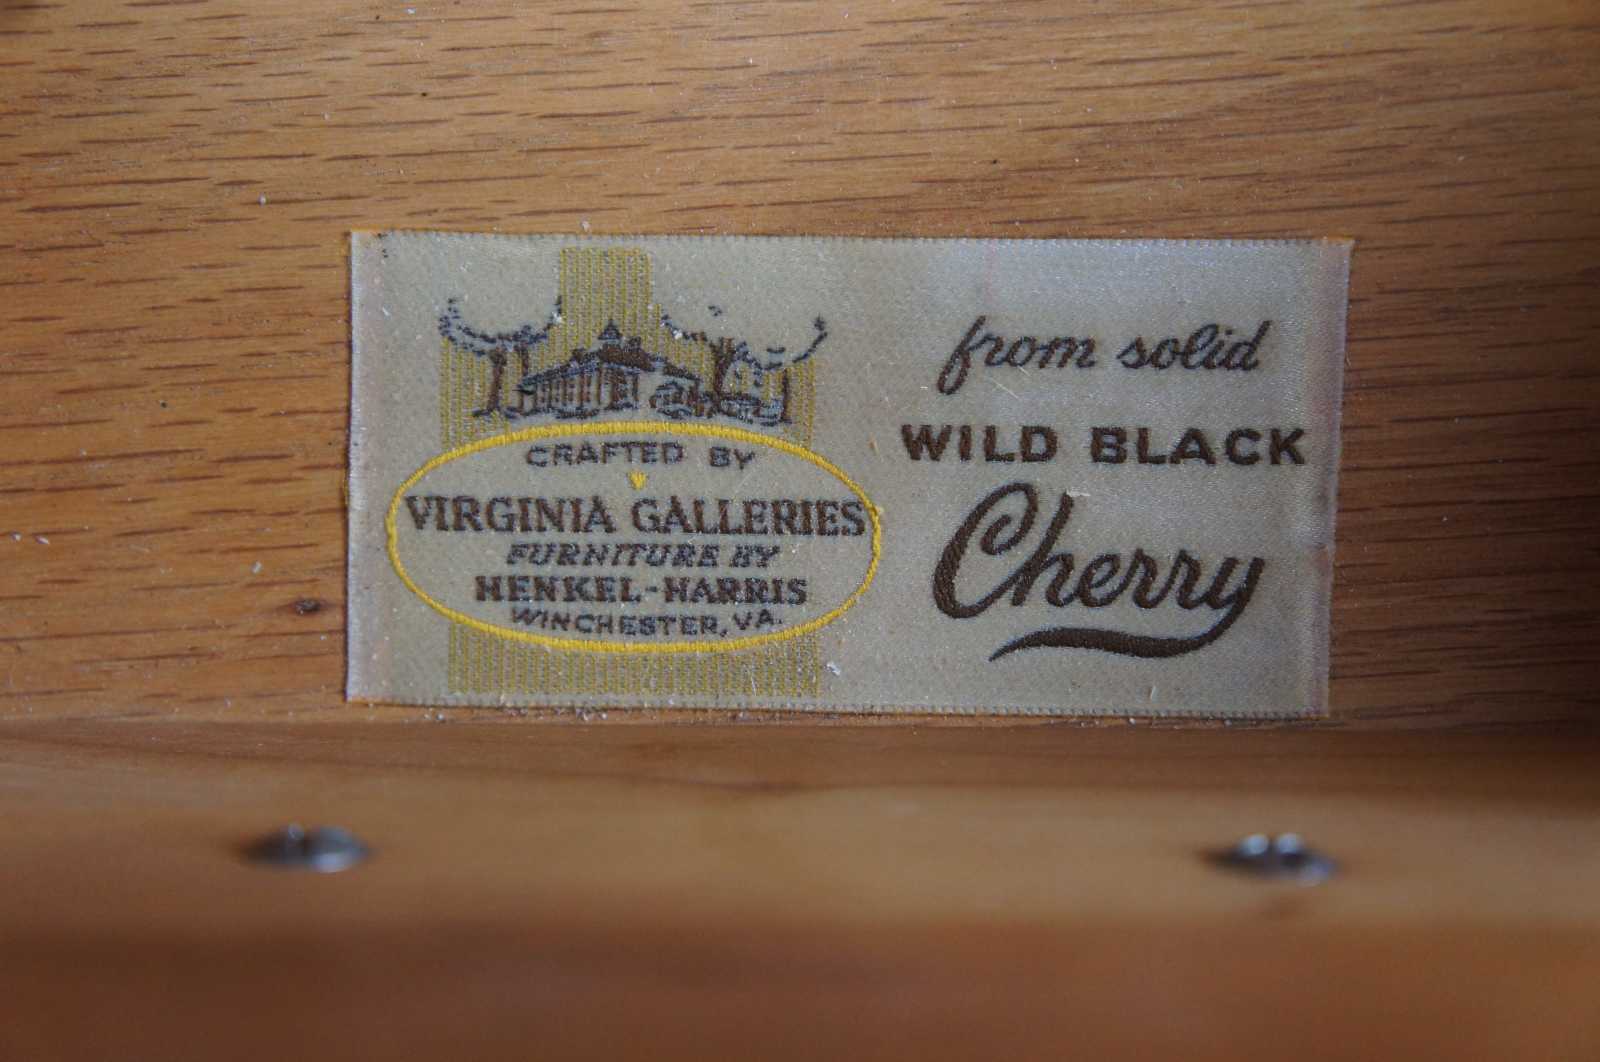 CRAFTED BY
VIRGINIA GALLERIES
FURNITURE BY
HENKEL-HARRIS
WINCHESTER, VA.
from solid
WILD BLACK
Cherry